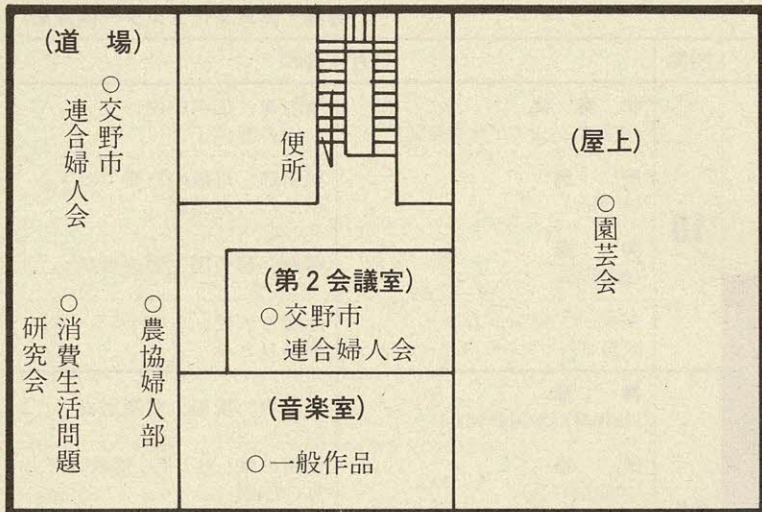 (道　場)
○交野市
連合婦人会
○農協婦人部
○消費生活問題
研究会
便所
(第2会議室)
○交野市
連合婦人会
(音楽室)
○一般作品
(屋上)
○園芸会